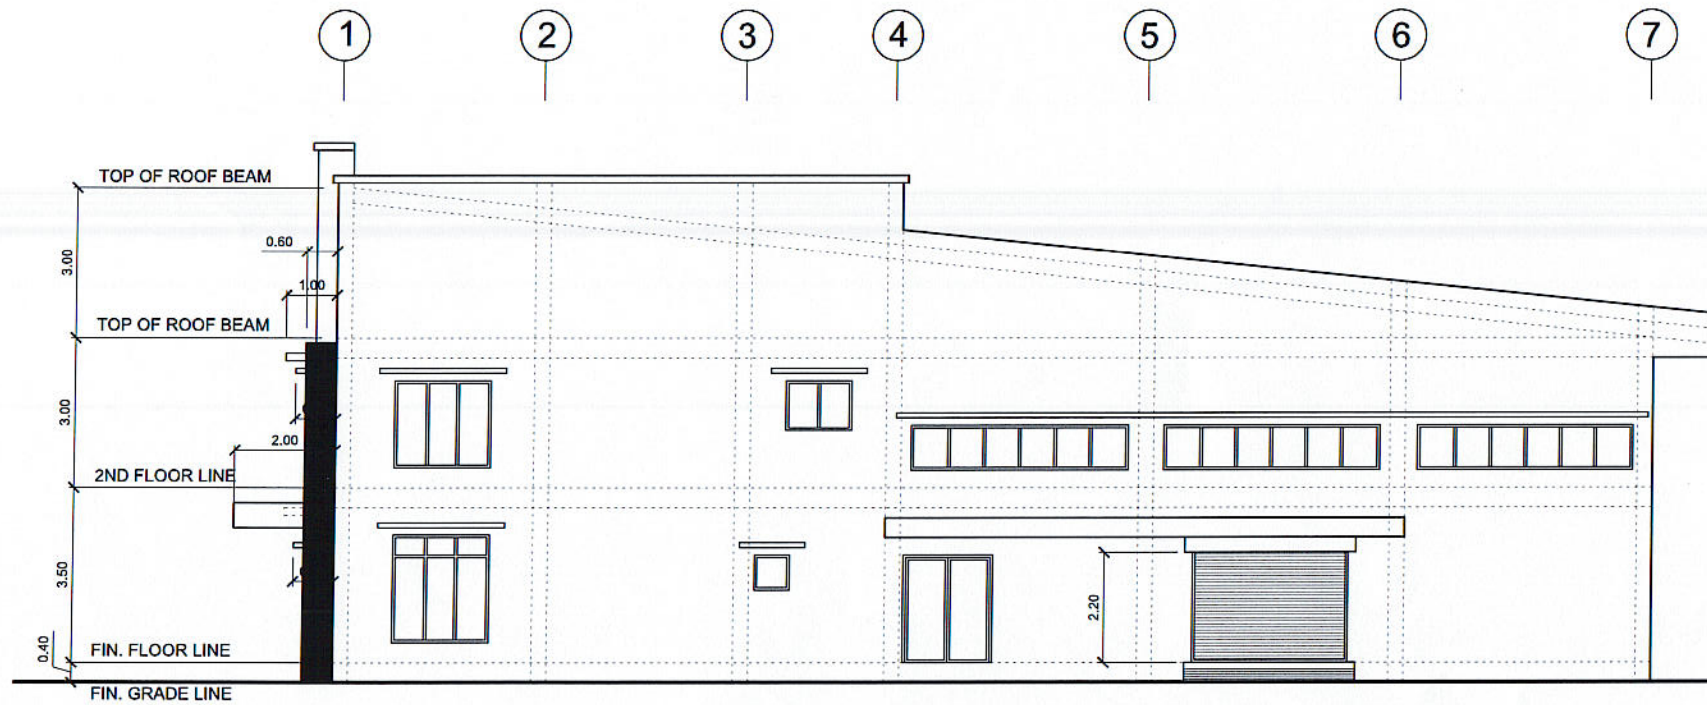 1 2 3 4 5 6 7
TOP OF ROOF BEAM
0.60
3.00
1.00
TOP OF ROOF BEAM
3.00
2.00
2ND FLOOR LINE
3.50
2.20
0.40
FIN. FLOOR LINE
FIN. GRADE LINE